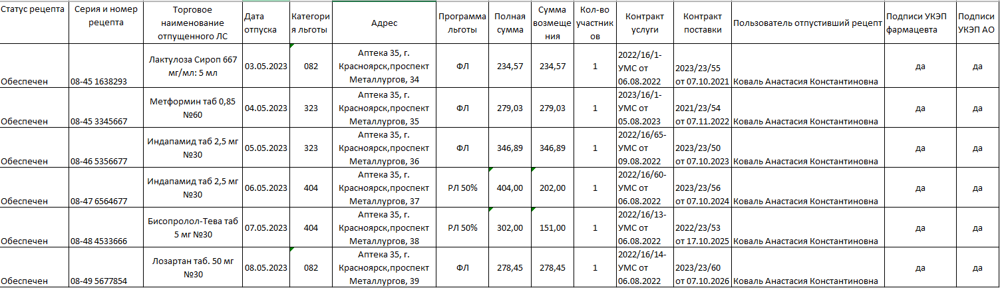 Статус рецепта
Серия и номер
рецепта
Торговое
наименование
отпущенного ЛС
Дата
отпуска
Категори
я льготы
Адрес
Программа
льготы
Полная
сумма
Сумма
возмеще
ния
Кол-во
участник
ов
Контракт
услуги
Контракт
поставки
Пользователь отпустивший рецепт
Подписи УКЭП
фармацевта
Подписи
УКЭП АО
Обеспечен
08-45 1638293
Лактулоза Сироп 667
мг/мл: 5 мл
03.05.2023
082
Аптека 35, г.
Красноярск,проспект
Металлургов, 34
ФЛ
234,57
234,57
1
2022/16/1-
УМС от
06.08.2022
2023/23/55
от 07.10.2021
Коваль Анастасия Константиновна
да
да
Обеспечен
08-45 3345667
Метформин таб 0,85
№60
04.05.2023
323
Аптека 35, г.
Красноярск,проспект
Металлургов, 35
ФЛ
279,03
279,03
1
2023/16/1-
УМС от
05.08.2023
2021/23/54
от 07.11.2022
Коваль Анастасия Константиновна
да
да
Обеспечен
08-46 5356677
Индапамид таб 2,5 мг
№30
05.05.2023
323
Аптека 35, г.
Красноярск,проспект
Металлургов, 36
ФЛ
346,89
346,89
1
2022/16/65-
УМС от
09.08.2022
2023/23/50
от 07.10.2023
Коваль Анастасия Константиновна
да
да
Обеспечен
08-47 6564677
Индапамид таб 2,5 мг
№30
06.05.2023
404
Аптека 35, г.
Красноярск,проспект
Металлургов, 37
РЛ 50%
404,00
202,00
1
2022/16/60-
УМС от
06.08.2022
2023/23/56
от 07.10.2024
Коваль Анастасия Константиновна
да
да
Обеспечен
08-48 4533666
Бисопролол-Тева таб
5 мг №30
07.05.2023
404
Аптека 35, г.
Красноярск,проспект
Металлургов, 38
РЛ 50%
302,00
151,00
1
2022/16/13-
УМС от
06.08.2022
2022/23/53
от 17.10.2025
Коваль Анастасия Константиновна
да
да
Обеспечен
08-49 5677854
Лозартан таб. 50 мг
№30
08.05.2023
082
Аптека 35, г.
Красноярск,проспект
Металлургов, 39
ФЛ
278,45
278,45
1
2022/16/14-
УМС от
06.08.2022
2023/23/60
от 07.10.2026
Коваль Анастасия Константиновна
да
да